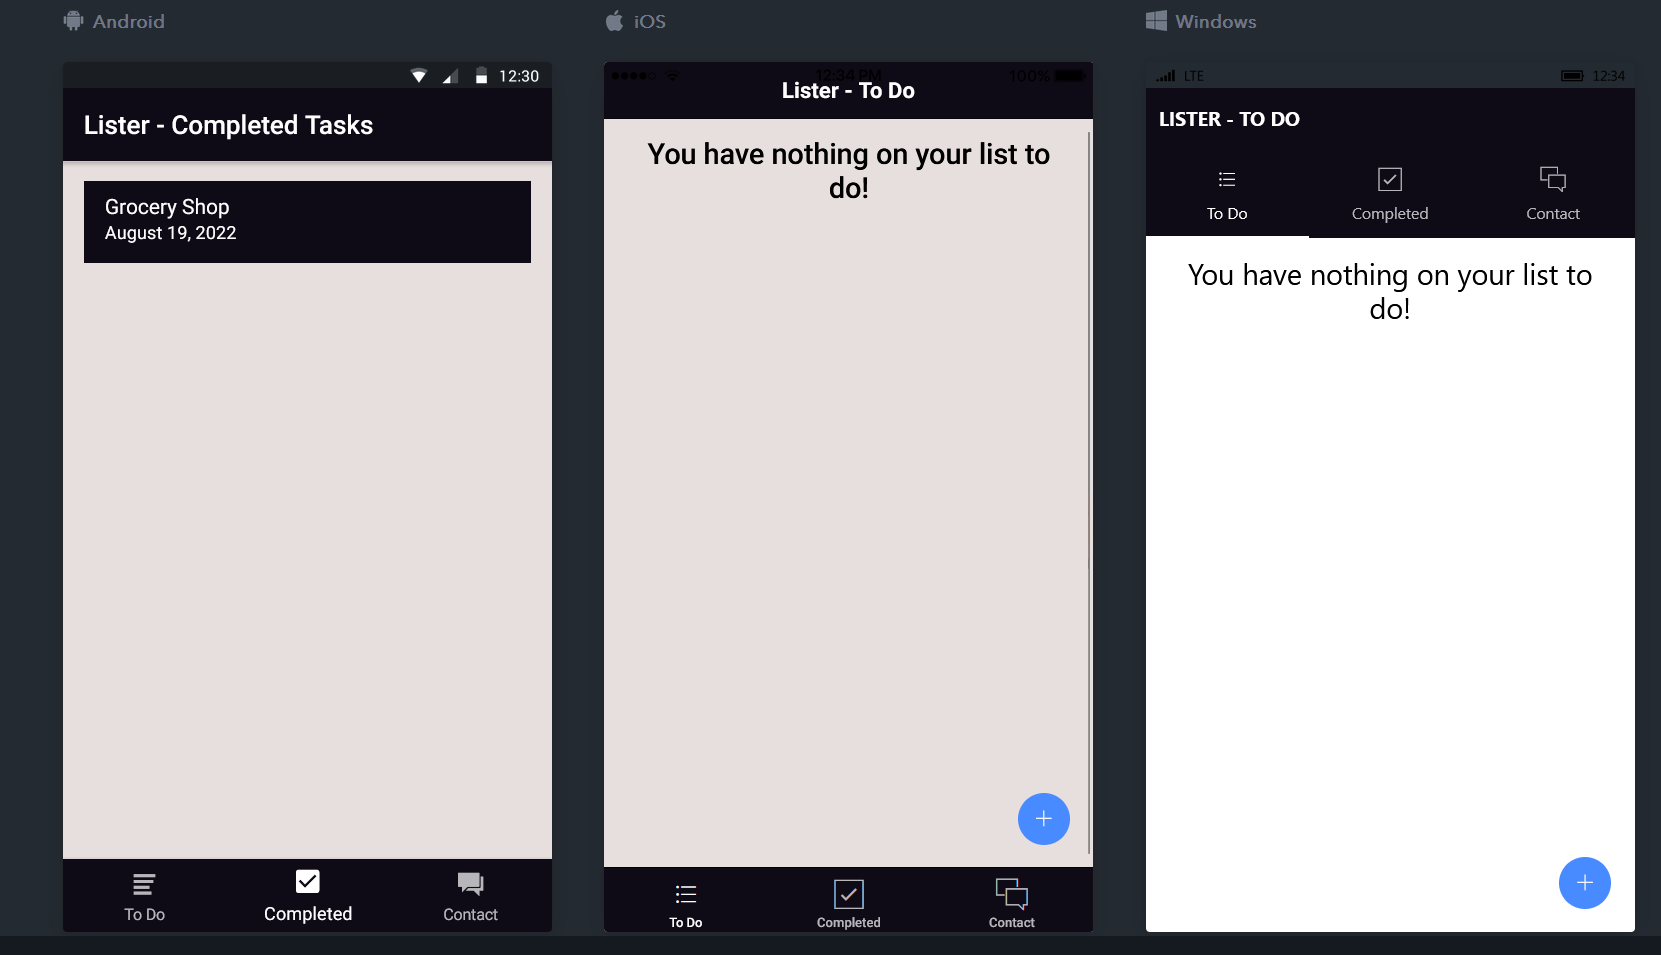 Android
12:30
Lister - Completed Tasks
Grocery Shop
August 19, 2022
To Do
Completed
Contact
iOS
12:34 PM
100%
Lister - To Do
You have nothing on your list to
do!
To Do
Completed
Contact
Windows
LTE
12:34
LISTER - TO DO
To Do
Completed
Contact
You have nothing on your list to
do!